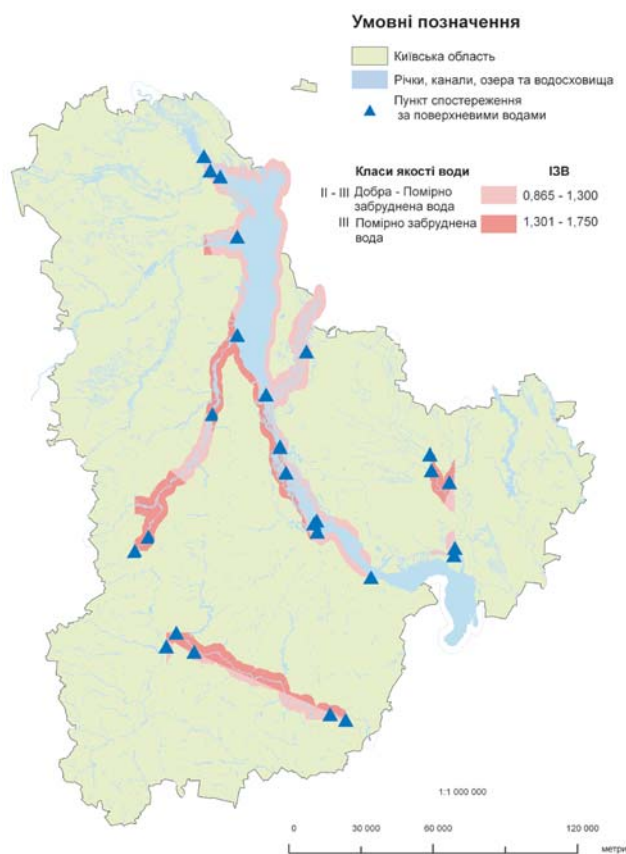 Умовні позначення
Київська область
Річки, канали, озера та водосховища
Пункт спостереження
за поверхневими водами
Класи якості води ІЗВ
II - III Добра - Помірно
забруднена вода
0,865 - 1,300
III Помірно забруднена
вода
1,301 - 1,750
1:1 000 000
0 30 000 60 000 120 000
метри